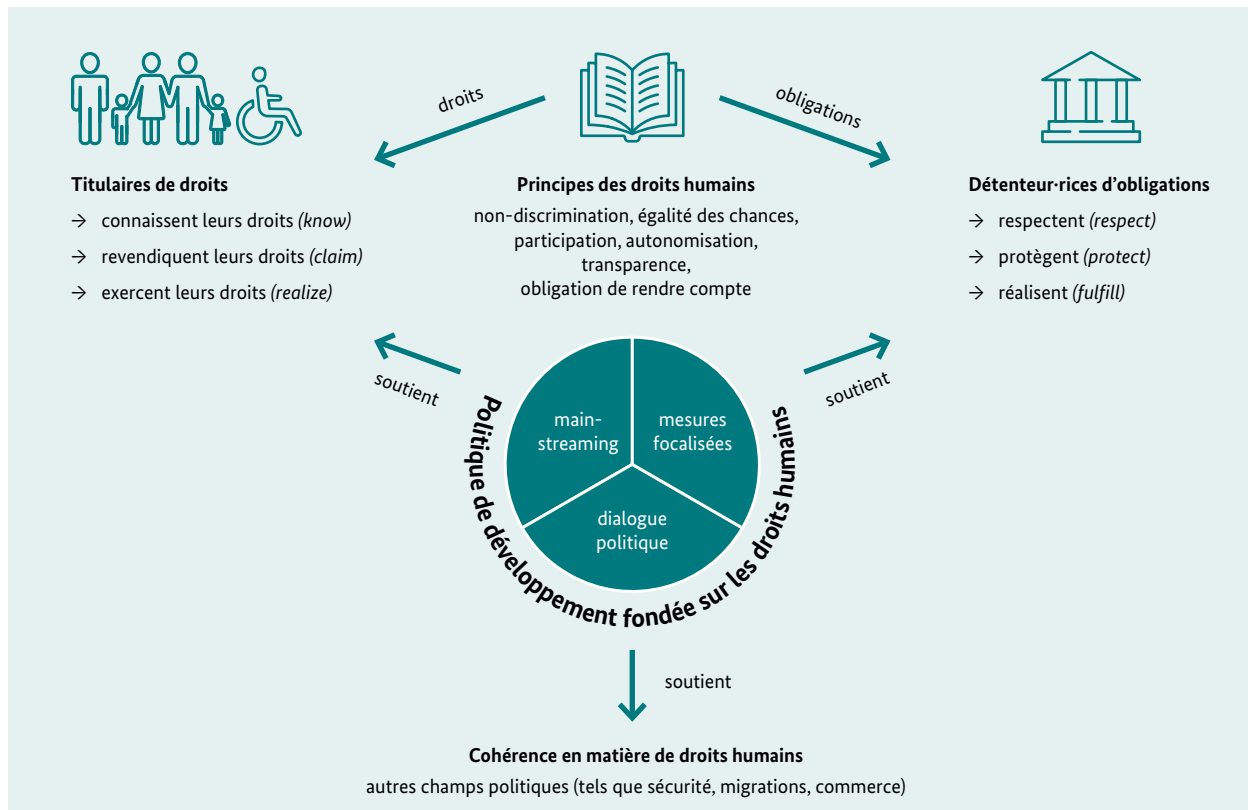 droits
obligations
Titulaires de droits
→ connaissent leurs droits (know)
→ revendiquent leurs droits (claim)
→ exercent leurs droits (realize)
Principes des droits humains
non-discrimination, égalité des chances,
participation, autonomisation,
transparence,
obligation de rendre compte
Détenteur·rices d’obligations
→ respectent (respect)
→ protègent (protect)
→ réalisent (fulfill)
soutient
soutient
main-
streaming
mesures
focalisées
dialogue
politique
Politique de développement fondée sur les droits humains
soutient
Cohérence en matière de droits humains
autres champs politiques (tels que sécurité, migrations, commerce)